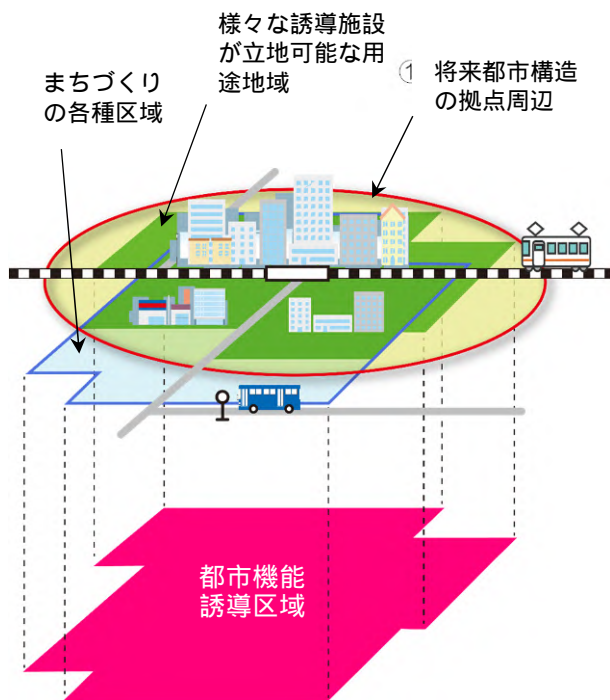 様々な誘導施設
が立地可能な用
途地域
まちづくり
の各種区域
①
将来都市構造
の拠点周辺
都市機能
誘導区域